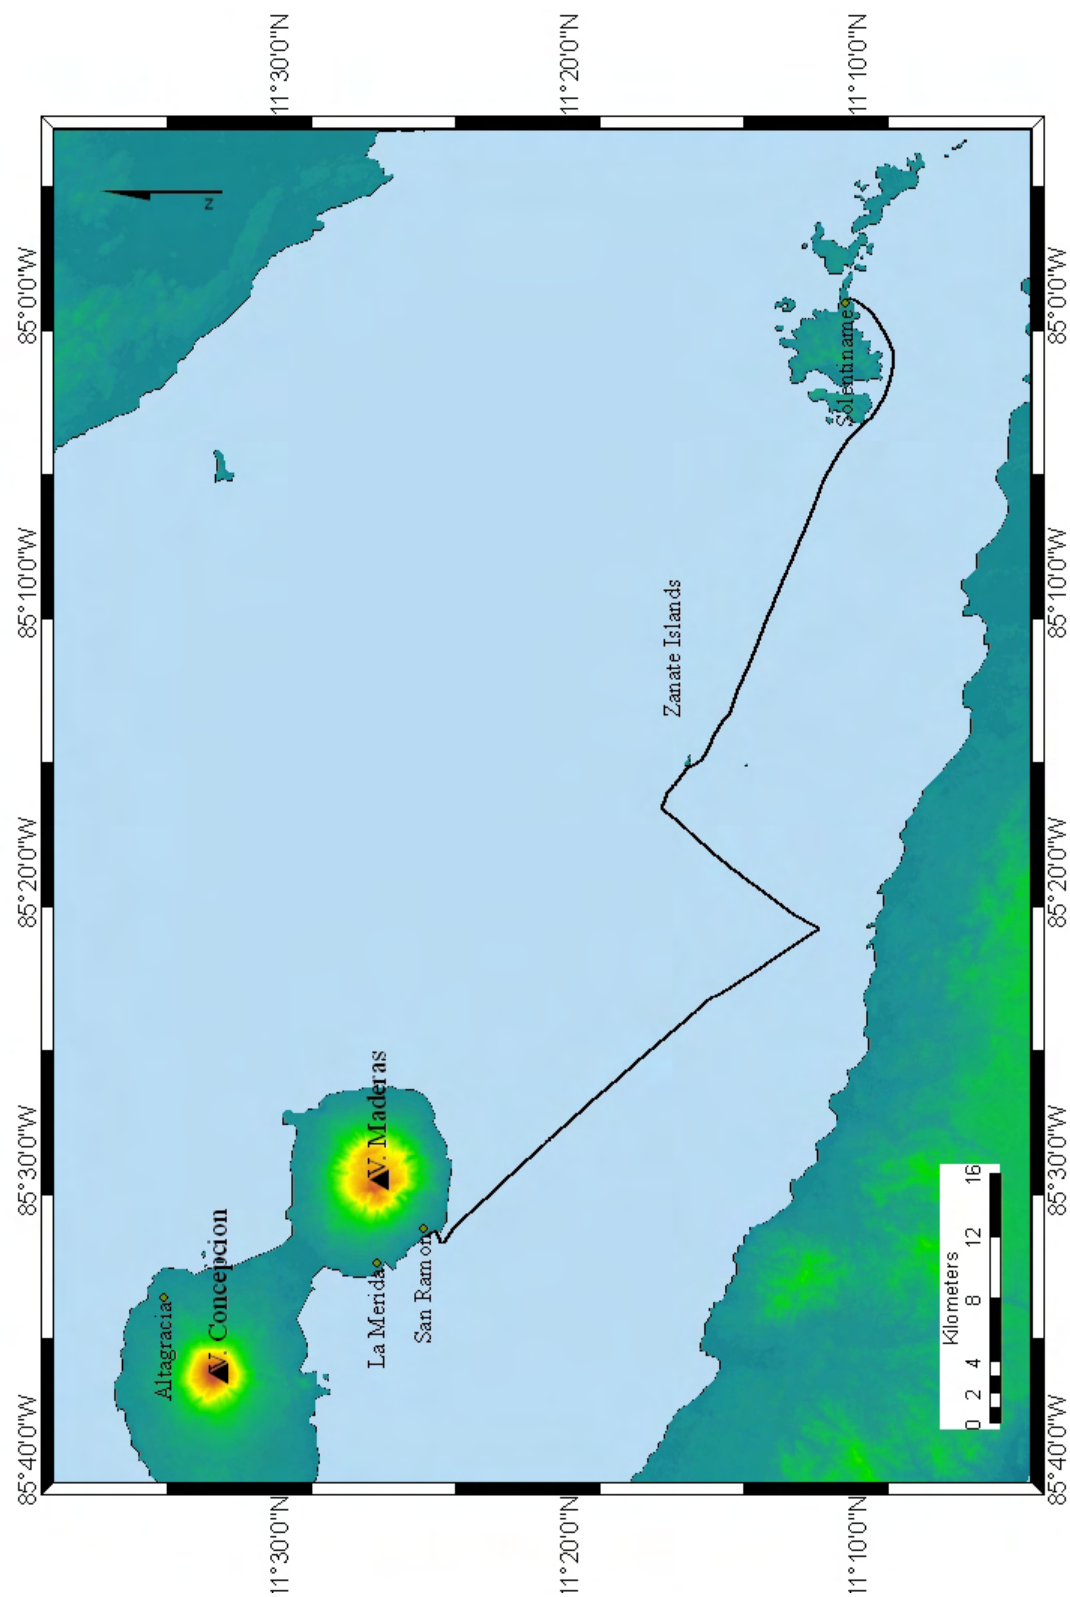 85°40'0"W 85°30'0"W 85°20'0"W 85°10'0"W 85°0'0"W
Altagracia
N
V. Concepcion
11°30'0"N 11°30'0"N
La Merida
V. Maderas
San Ramon
11°20'0"N 11°20'0"N
Zanate Islands
Solentiname
11°10'0"N 11°10'0"N
Kilometers
0 2 4 8 12 16
85°40'0"W 85°30'0"W 85°20'0"W 85°10'0"W 85°0'0"W